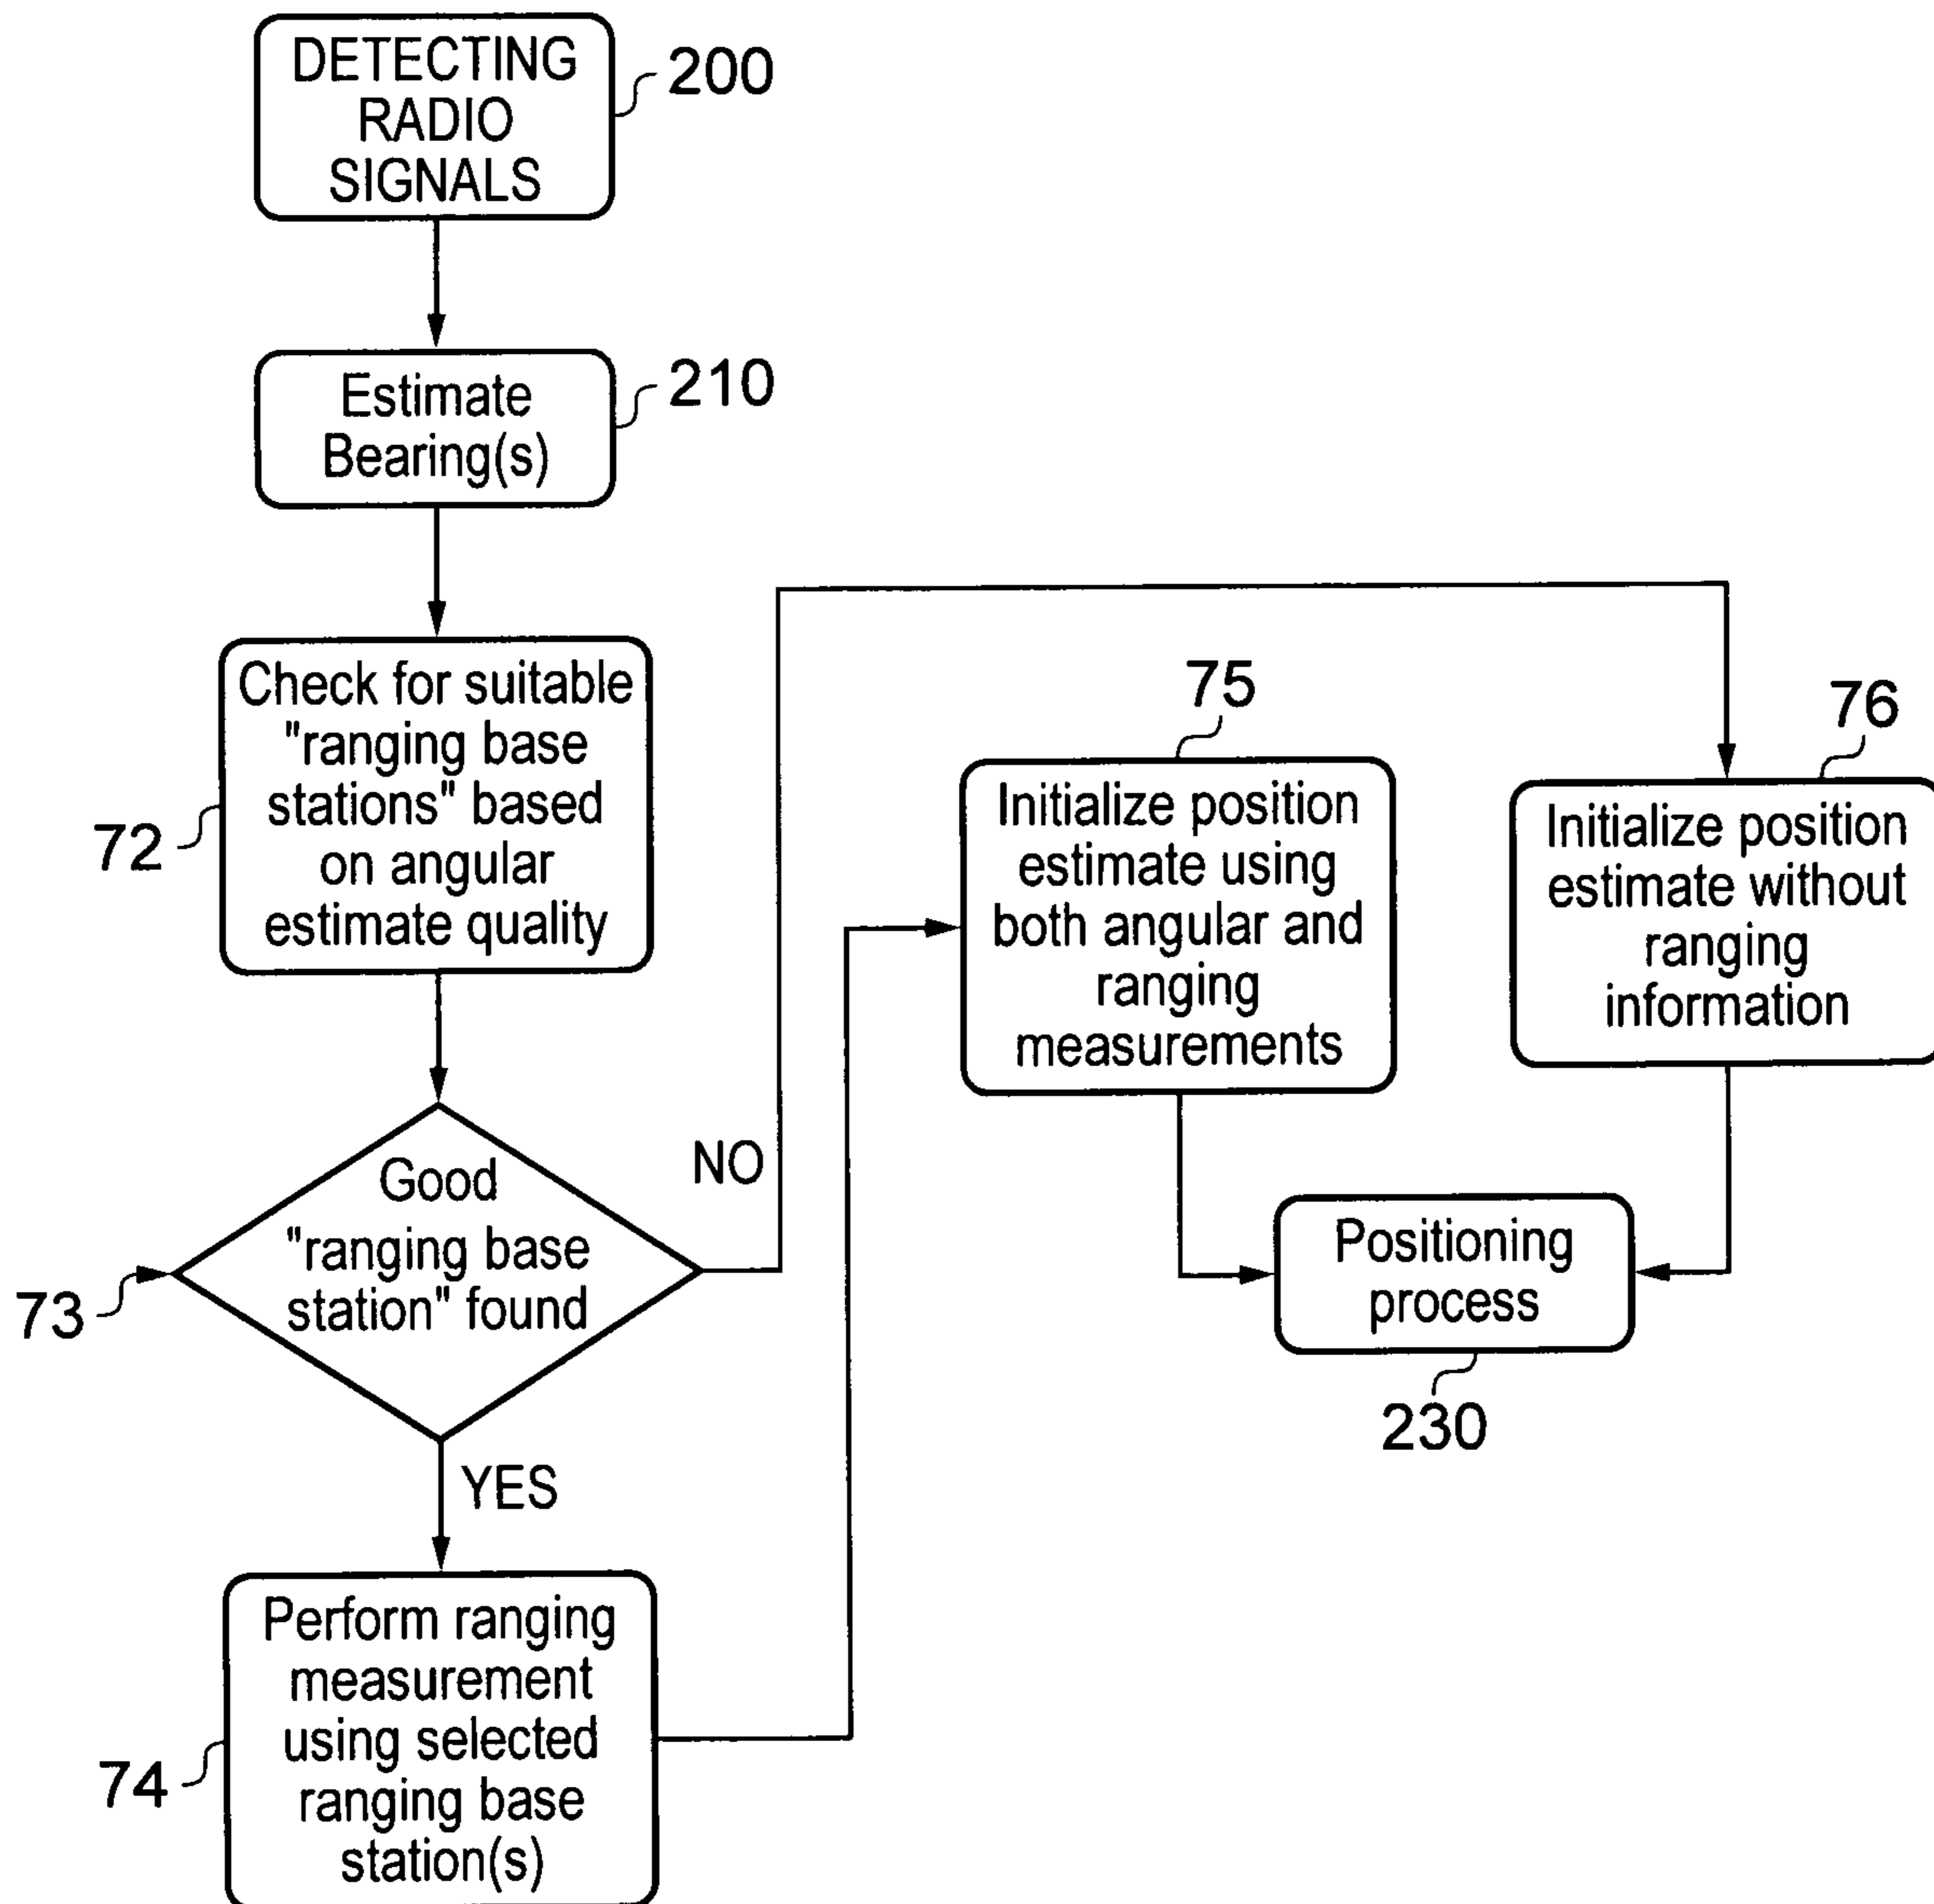 DETECTING
RADIO
SIGNALS
200
Estimate
Bearing(s)
210
Check for suitable
"ranging base
stations" based
on angular
estimate quality
72
Good
"ranging base
station" found
73
NO
YES
Perform ranging
measurement
using selected
ranging base
station(s)
74
75
Initialize position
estimate using
both angular and
ranging
measurements
76
Initialize position
estimate without
ranging
information
Positioning
process
230